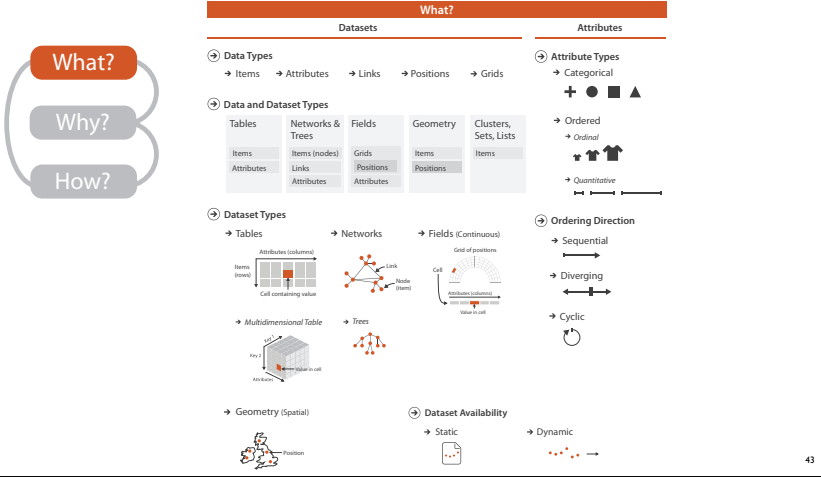 What?
Why?
How?
What?
Datasets
Attributes
Data Types
Items
Attributes
Links
Positions
Grids
Data and Dataset Types
Tables
Items
Attributes
Networks &
Trees
Items (nodes)
Links
Attributes
Fields
Grids
Positions
Attributes
Geometry
Items
Positions
Clusters,
Sets, Lists
Items
Dataset Types
Tables
Attributes (columns)
Items
(rows)
Cell containing value
Networks
Link
Node
(item)
Fields (Continuous)
Grid of positions
Cell
Attributes (columns)
Value in cell
Multidimensional Table
Key 1
Key 2
Value in cell
Attributes
Trees
Geometry (Spatial)
Position
Dataset Availability
Static
Dynamic
Attribute Types
Categorical
Ordered
Ordinal
Quantitative
Ordering Direction
Sequential
Diverging
Cyclic
43